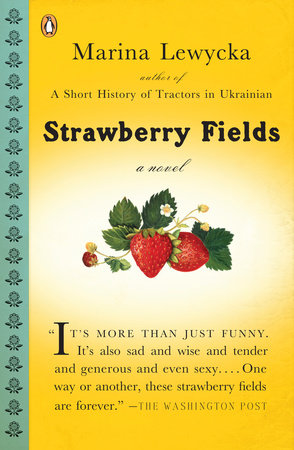 Marina Lewycka
author of
A Short History of Tractors in Ukrainian
Strawberry Fields
a novel
“IT’S MORE THAN JUST FUNNY.
It’s also sad and wise and tender
and generous and even sexy. . . . One
way or another, these strawberry fields
are forever.” —THE WASHINGTON POST